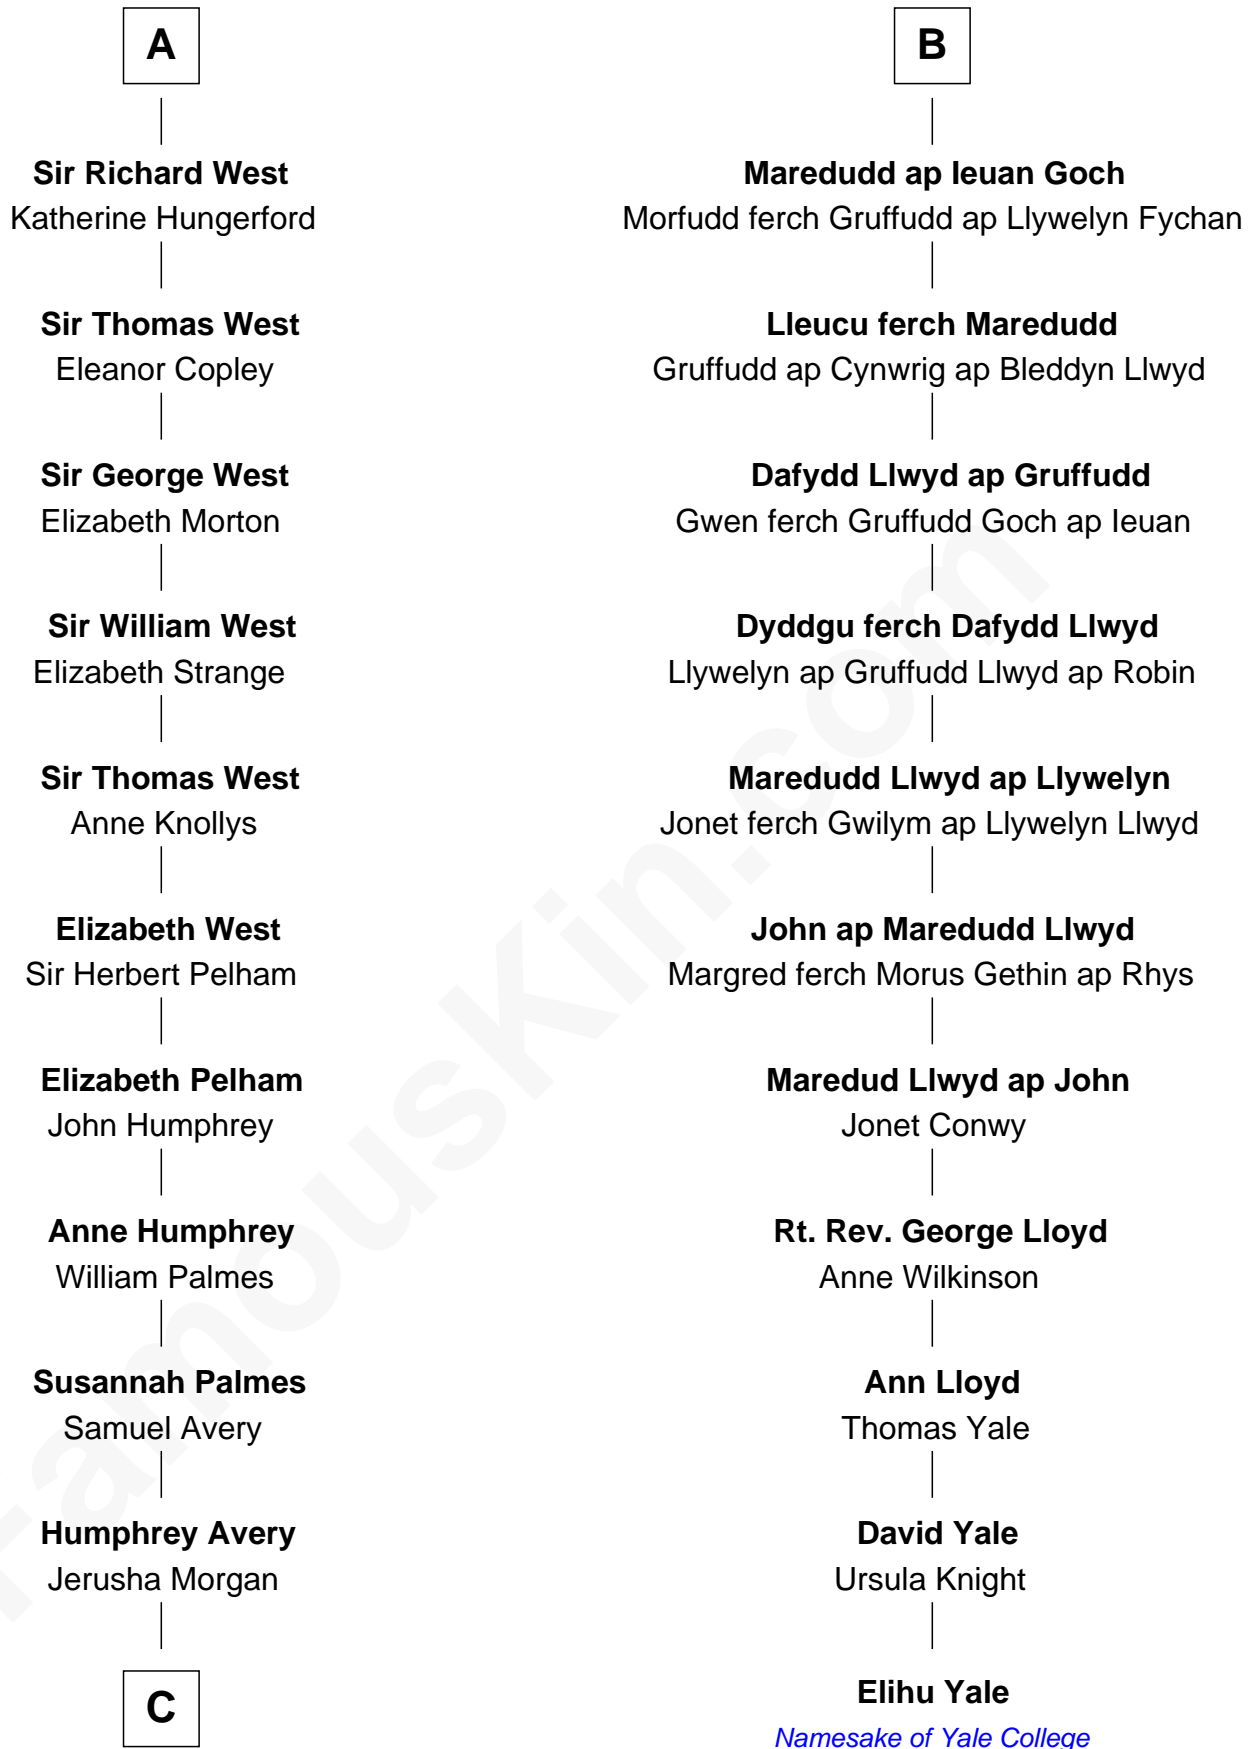 A
Sir Richard West
Katherine Hungerford
Sir Thomas West
Eleanor Copley
Sir George West
Elizabeth Morton
Sir William West
Elizabeth Strange
Sir Thomas West
Anne Knollys
Elizabeth West
Sir Herbert Pelham
Elizabeth Pelham
John Humphrey
Anne Humphrey
William Palmes
Susannah Palmes
Samuel Avery
Humphrey Avery
Jerusha Morgan
C
B
Maredudd ap Ieuan Goch
Morfudd ferch Gruffudd ap Llywelyn Fychan
Lleucu ferch Maredudd
Gruffudd ap Cynwrig ap Bleddyn Llwyd
Dafydd Llwyd ap Gruffudd
Gwen ferch Gruffudd Goch ap Ieuan
Dyddgu ferch Dafydd Llwyd
Llywelyn ap Gruffudd Llwyd ap Robin
Maredudd Llwyd ap Llywelyn
Jonet ferch Gwilym ap Llywelyn Llwyd
John ap Maredudd Llwyd
Margred ferch Morus Gethin ap Rhys
Maredud Llwyd ap John
Jonet Conwy
Rt. Rev. George Lloyd
Anne Wilkinson
Ann Lloyd
Thomas Yale
David Yale
Ursula Knight
Elihu Yale
Namesake of Yale College
FamousKin.com